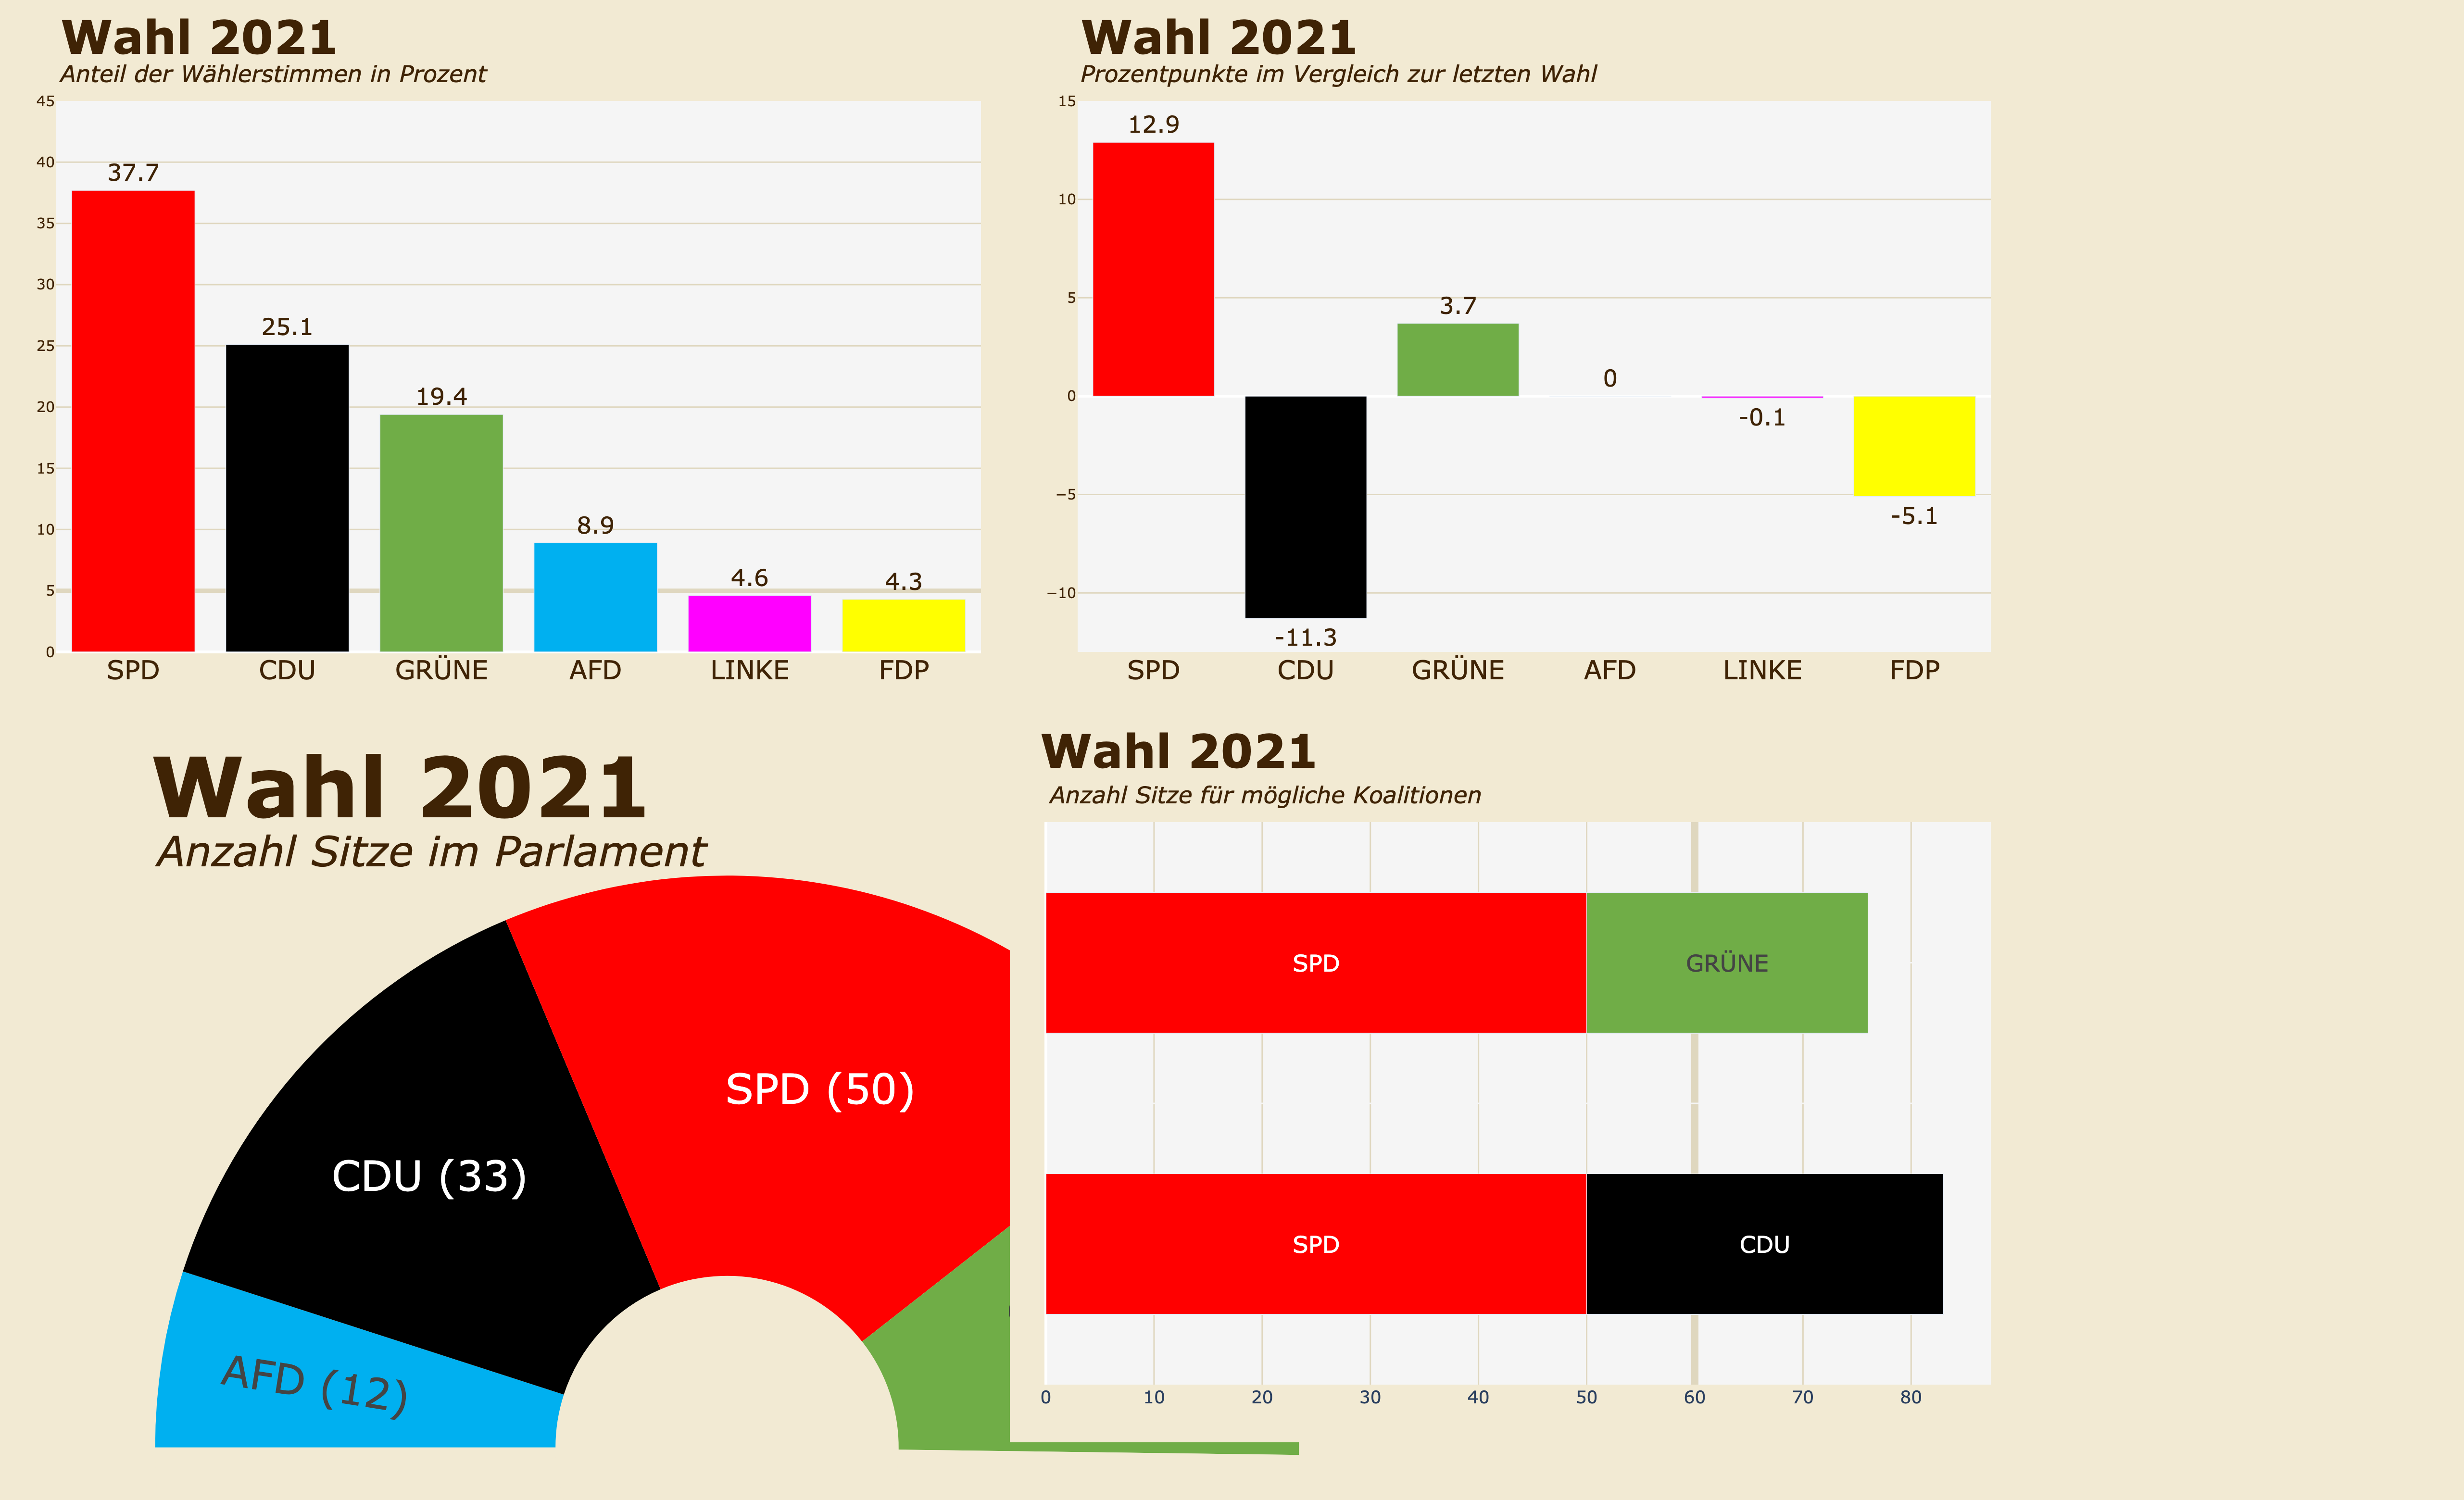 Wahl 2021
Anteil der Wählerstimmen in Prozent
45
40
35
30
25
20
15
10
5
0
37.7
25.1
19.4
8.9
4.6
4.3
SPD CDU GRÜNE AFD LINKE FDP
Wahl 2021
Prozentpunkte im Vergleich zur letzten Wahl
15
10
5
0
−5
−10
12.9
-11.3
3.7
0
-0.1
-5.1
SPD CDU GRÜNE AFD LINKE FDP
Wahl 2021
Anzahl Sitze im Parlament
SPD (50)
CDU (33)
AFD (12)
Wahl 2021
Anzahl Sitze für mögliche Koalitionen
SPD GRÜNE
SPD CDU
0 10 20 30 40 50 60 70 80